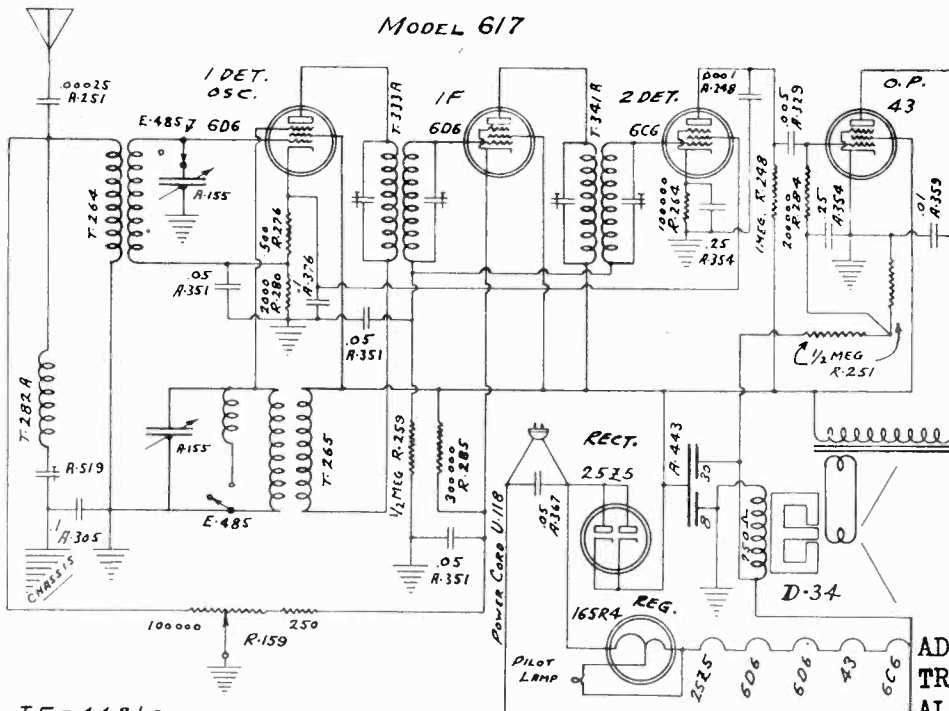 MODEL 617
.00025
A·251
1 DET.
OSC.
6D6
E·485
A·155
T·264
T·333A
IF
6D6
T·341A
2 DET.
6C6
.0001
A·248
.005
A·329
O.P.
43
500
R·276
2000
R·280
.1
A·376
.05
A·351
.05
A·351
100000
R·264
.25
A·354
1 MEG. R·248
200000
R·284
.25
A·354
.01
A·359
1/2 MEG
R·251
T·282A
A·519
.1
A·305
CHASSIS
A·155
E·485
T·265
1/2 MEG R·259
300000
R·285
.05
A·351
POWER CORD U·118
.05
A·367
RECT.
25Z5
A·443
30
8
250Ω
D-34
165R4
REG.
PILOT
LAMP
25Z5
6D6
6D6
43
6C6
100000
R·159
250
AD
TR